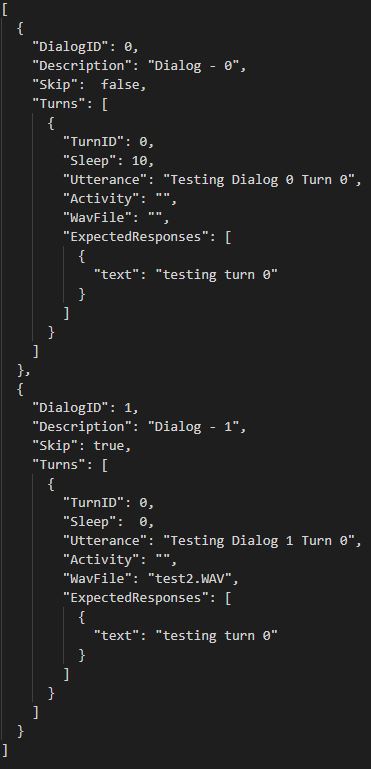 [
  {
    "DialogID": 0,
    "Description": "Dialog - 0",
    "Skip":  false,
    "Turns": [
      {
        "TurnID": 0,
        "Sleep": 10,
        "Utterance": "Testing Dialog 0 Turn 0",
        "Activity": "",
        "WavFile": "",
        "ExpectedResponses": [
          {
            "text": "testing turn 0"
          }
        ]
      }
    ]
  },
  {
    "DialogID": 1,
    "Description": "Dialog - 1",
    "Skip": true,
    "Turns": [
      {
        "TurnID": 0,
        "Sleep":  0,
        "Utterance": "Testing Dialog 1 Turn 0",
        "Activity": "",
        "WavFile": "test2.WAV",
        "ExpectedResponses": [
          {
            "text": "testing turn 0"
          }
        ]
      }
    ]
  }
]